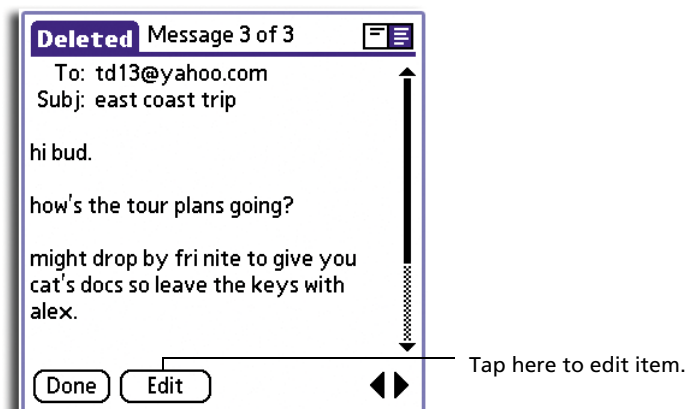 Deleted Message 3 of 3
To: td13@yahoo.com
Subj: east coast trip
hi bud.
how's the tour plans going?
might drop by fri nite to give you
cat's docs so leave the keys with
alex.
Done Edit
Tap here to edit item.